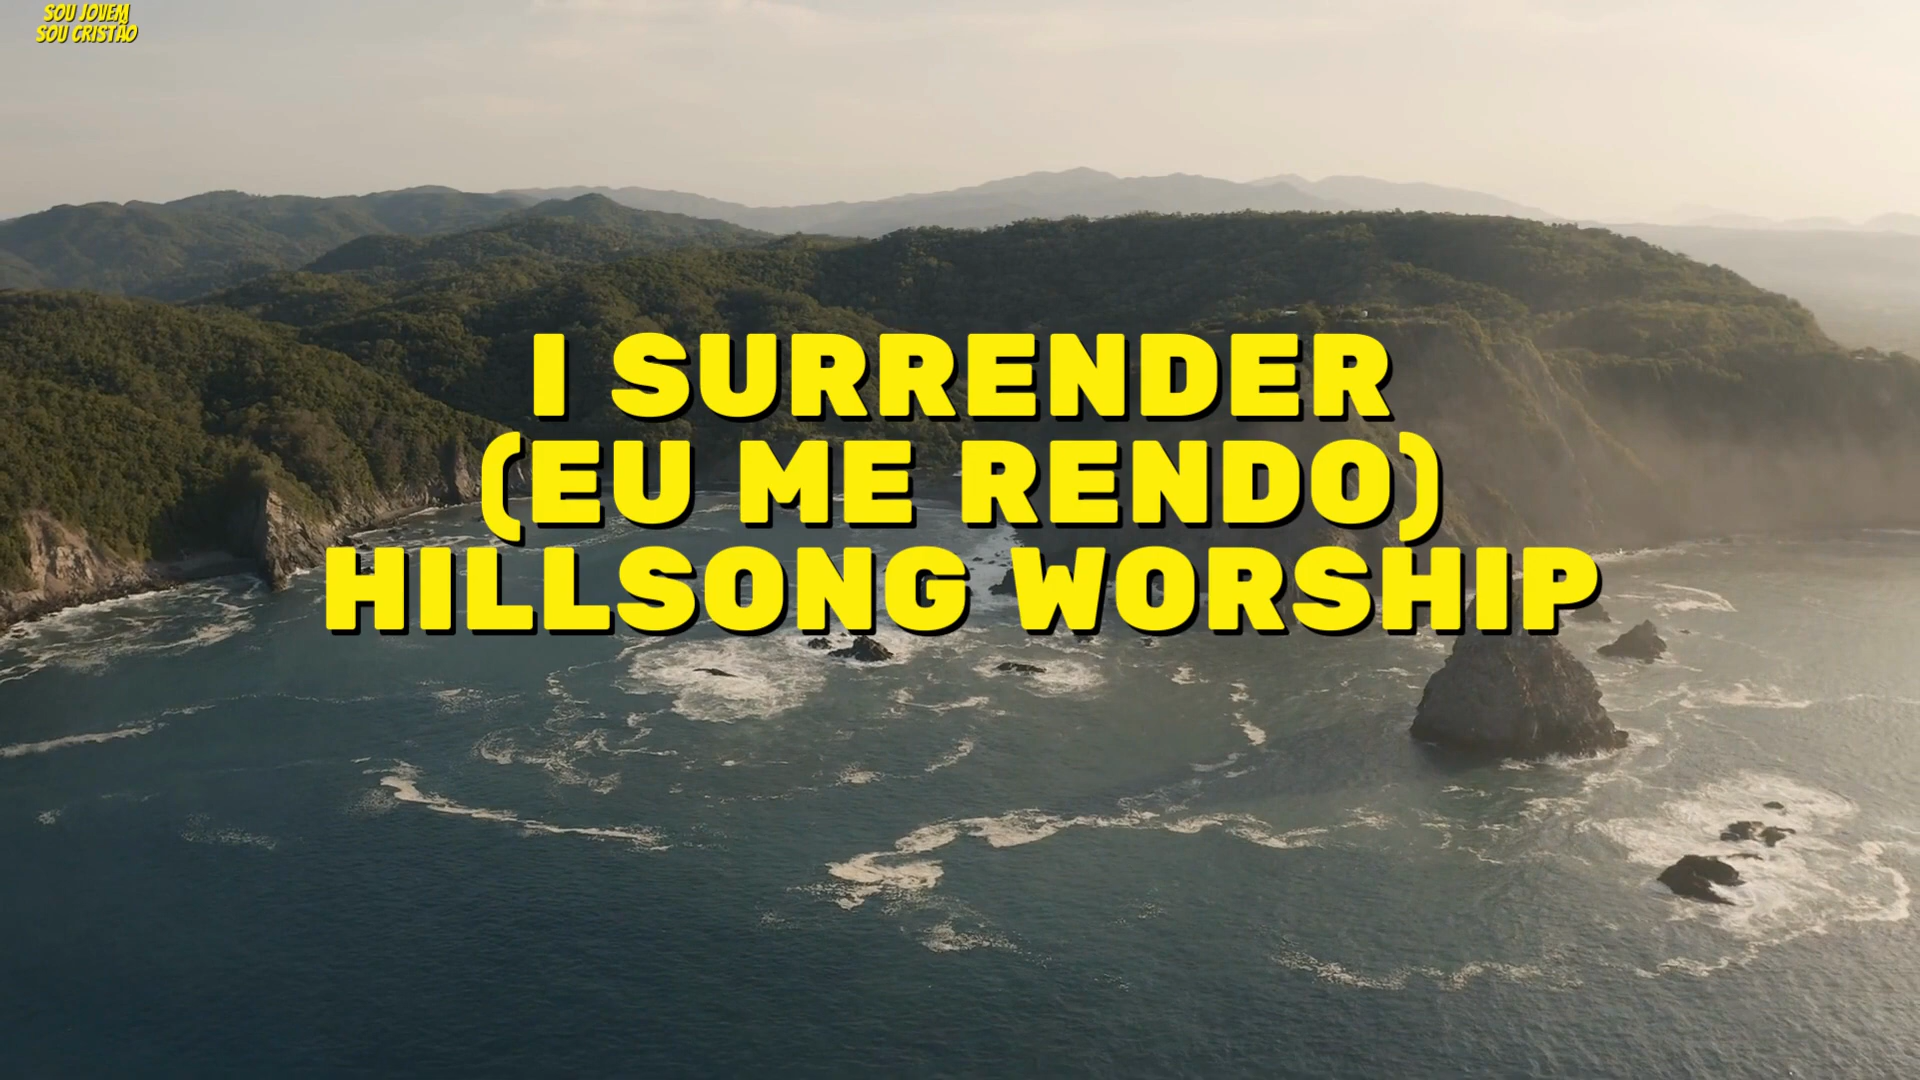 SOU JOVEM
SOU CRISTÃO
I SURRENDER
(EU ME RENDO)
HILLSONG WORSHIP